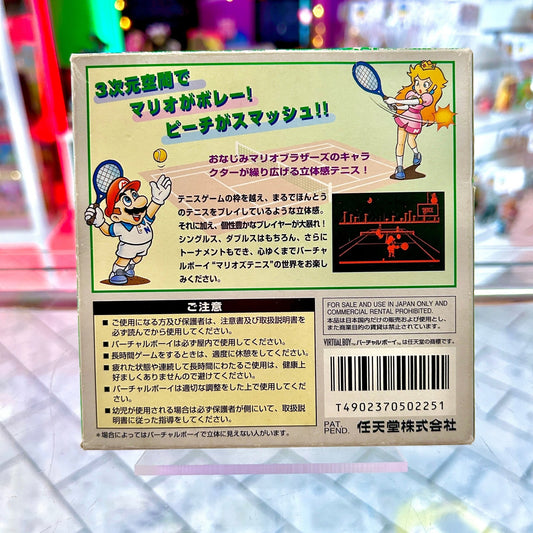 3次元空間で
マリオがボレー!
ピーチがスマッシュ!!
おなじみマリオブラザーズのキャラ
クターが繰り広げる立体感テニス!
テニスゲームの枠を越え、まるでほんとう
のテニスをプレイしているような立体感。
それに加え、個性豊かなプレイヤーが大暴れ!
シングルス、ダブルスはもちろん、さらに
トーナメントもでき、心ゆくまでバーチャ
ルボーイ"マリオズテニス"の世界をお楽し
みください。
ご注意
■ご使用になる方及び保護者は、注意書及び取扱説明書を
必ず読んでから使用してください。
■バーチャルボーイは必ず屋内で使用してください。
■長時間ゲームをするときは、適度に休憩をしてください。
■疲れた状態や連続して長時間にわたるご使用は、健康上
好ましくありませんので避けてください。
■バーチャルボーイは適切な調整をした上で使用してくだ
さい。
■幼児が使用される場合は必ず保護者が側にいて、取扱説
明書に従った指導をしてください。
*場合によってはバーチャルボーイで立体に見えない人がいます。
FOR SALE AND USE IN JAPAN ONLY AND
COMMERCIAL RENTAL PROHIBITED.
本品は日本国内だけの販売および使用とし、
また商業目的の賃貸は禁止されています。
VIRTUAL BOY™ バーチャルボーイ™は任天堂の商標です。
T4902370502251
PAT. PEND. 任天堂株式会社